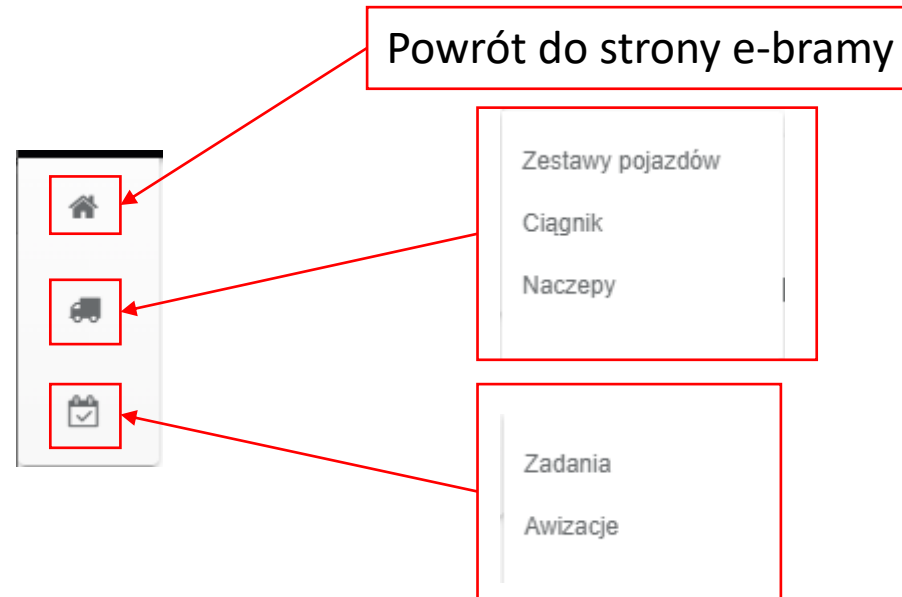 Powrót do strony e-bramy
Zestawy pojazdów
Ciągnik
Naczepy
Zadania
Awizacje